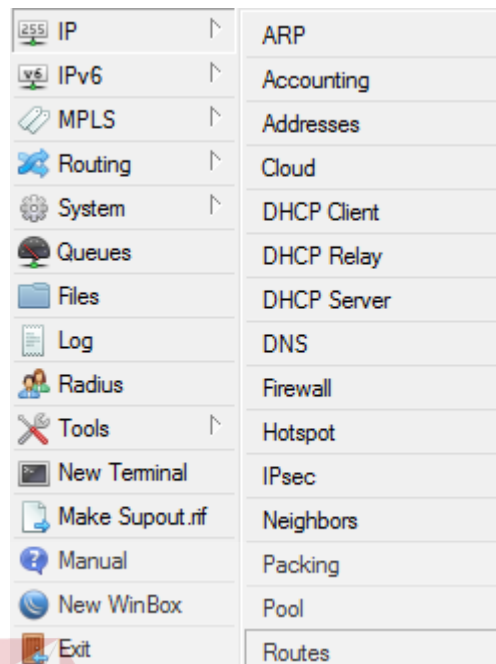 255 IP
v6 IPv6
MPLS
Routing
System
Queues
Files
Log
Radius
Tools
New Terminal
Make Supout.rif
? Manual
New WinBox
Exit
ARP
Accounting
Addresses
Cloud
DHCP Client
DHCP Relay
DHCP Server
DNS
Firewall
Hotspot
IPsec
Neighbors
Packing
Pool
Routes